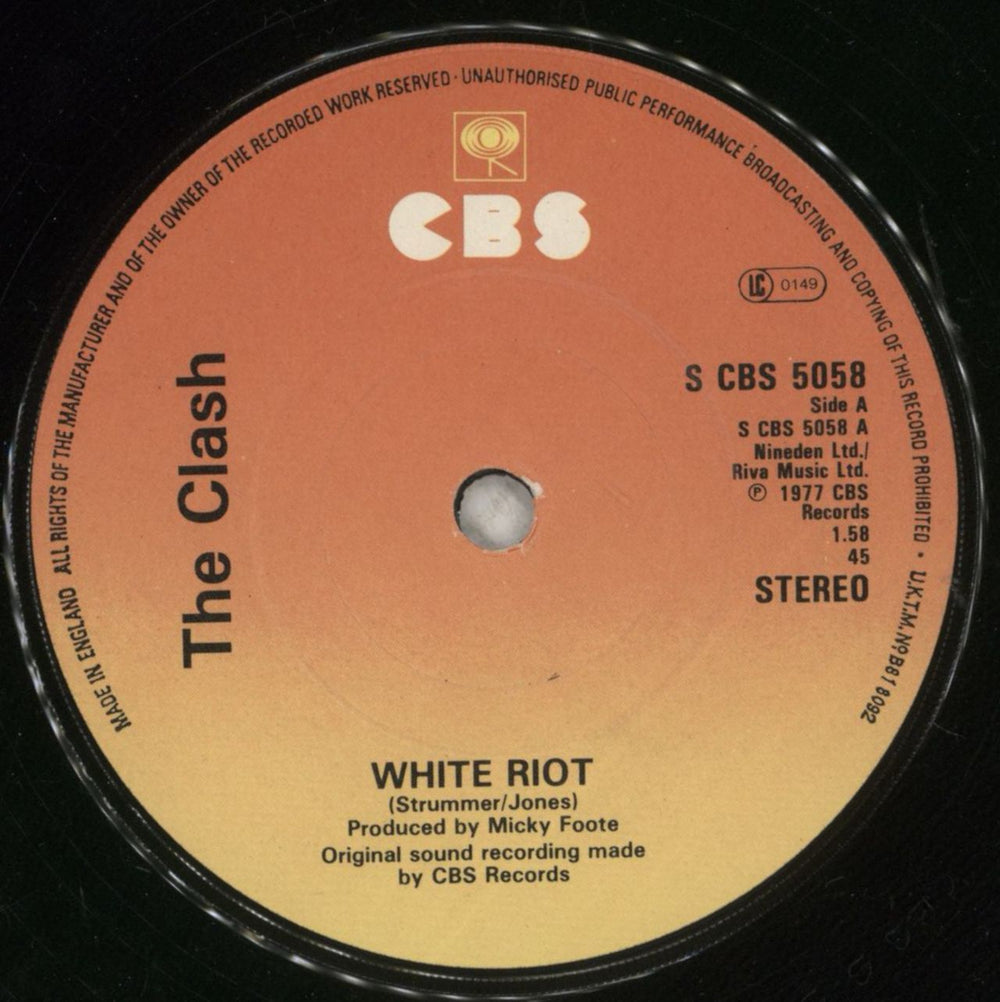 MADE IN ENGLAND ALL RIGHTS OF THE MANUFACTURER AND OF THE OWNER OF THE RECORDED WORK RESERVED · UNAUTHORISED PUBLIC PERFORMANCE BROADCASTING AND COPYING OF THIS RECORD PROHIBITED · U.K.T.M. Nº B618092
CBS
LC 0149
The Clash
S CBS 5058
Side A
S CBS 5058 A
Nineden Ltd./
Riva Music Ltd.
℗ 1977 CBS
Records
1.58
45
STEREO
WHITE RIOT
(Strummer/Jones)
Produced by Micky Foote
Original sound recording made
by CBS Records